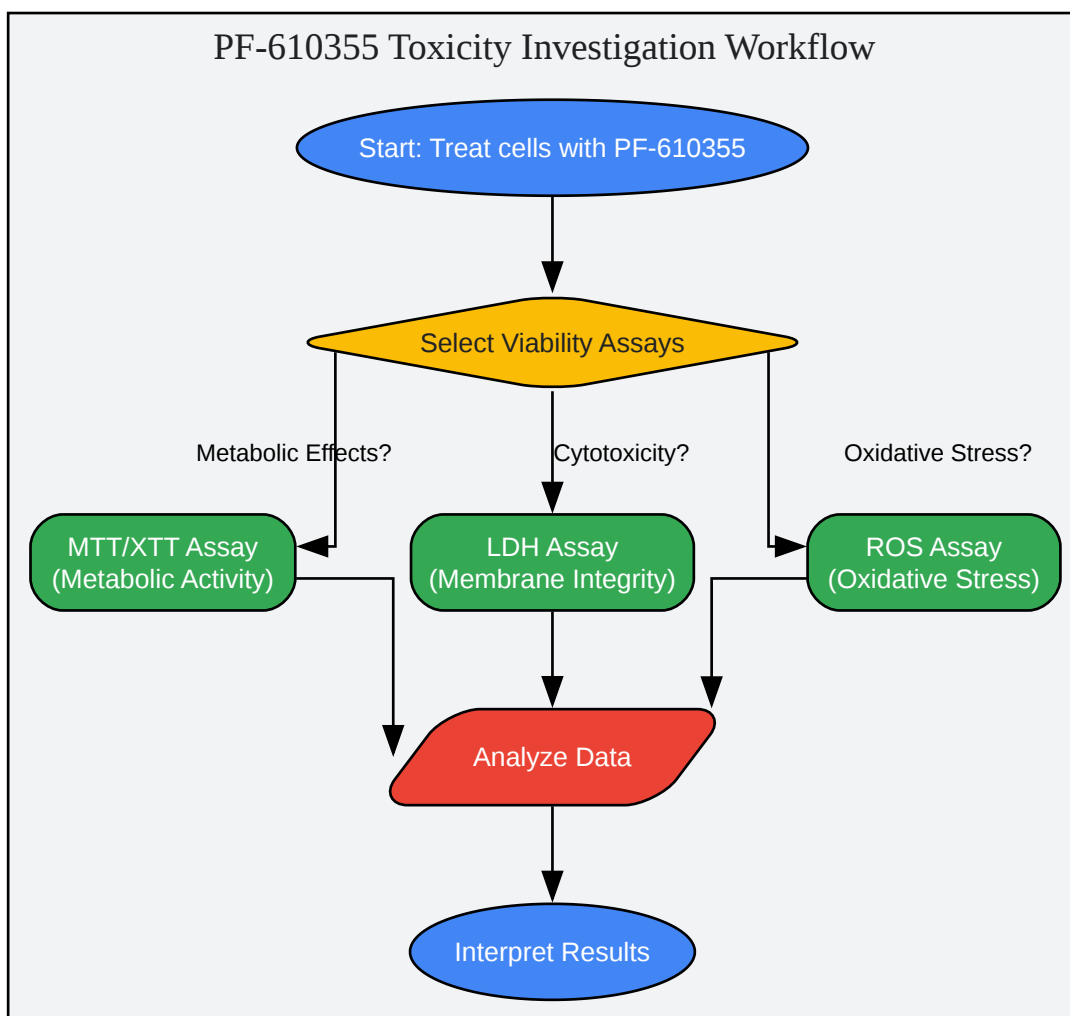 PF-610355 Toxicity Investigation Workflow
Start: Treat cells with PF-610355
Select Viability Assays
Metabolic Effects?
Cytotoxicity?
Oxidative Stress?
MTT/XTT Assay
(Metabolic Activity)
LDH Assay
(Membrane Integrity)
ROS Assay
(Oxidative Stress)
Analyze Data
Interpret Results